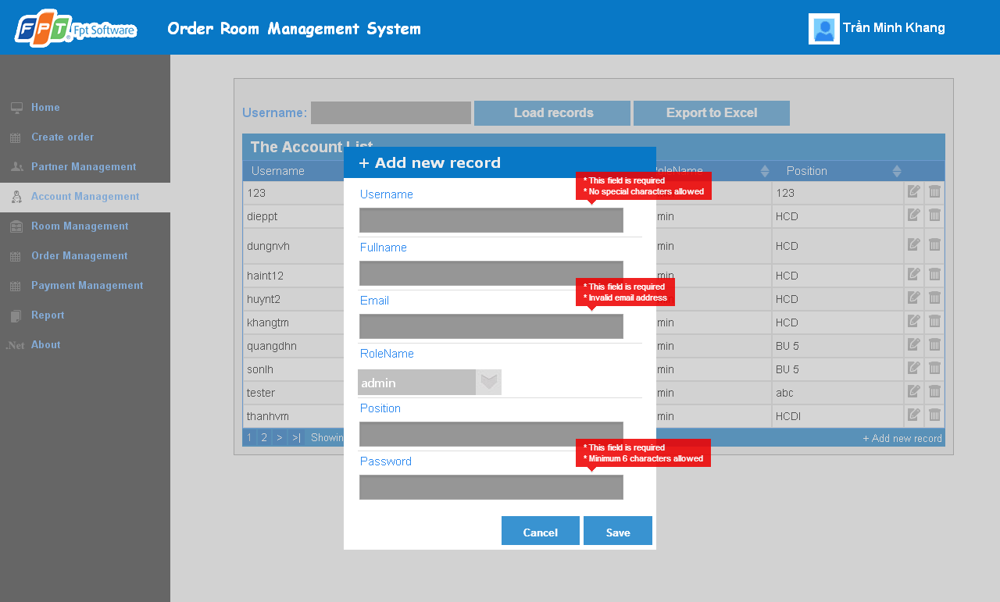 FPT Fpt Software
Order Room Management System
Trần Minh Khang
Home
Create order
Partner Management
Account Management
Room Management
Order Management
Payment Management
Report
.Net About
Username:
Load records
Export to Excel
The Account List
Username
RoleName
Position
123
123
dieppt
min
HCD
dungnvh
min
HCD
haint12
min
HCD
huynt2
min
HCD
khangtm
min
HCD
quangdhn
min
BU 5
sonlh
min
BU 5
tester
min
abc
thanhvm
min
HCDI
1 2 > >| Showin
+ Add new record
+ Add new record
Username
* This field is required
* No special characters allowed
Fullname
Email
* This field is required
* Invalid email address
RoleName
admin
Position
Password
* This field is required
* Minimum 6 characters allowed
Cancel
Save